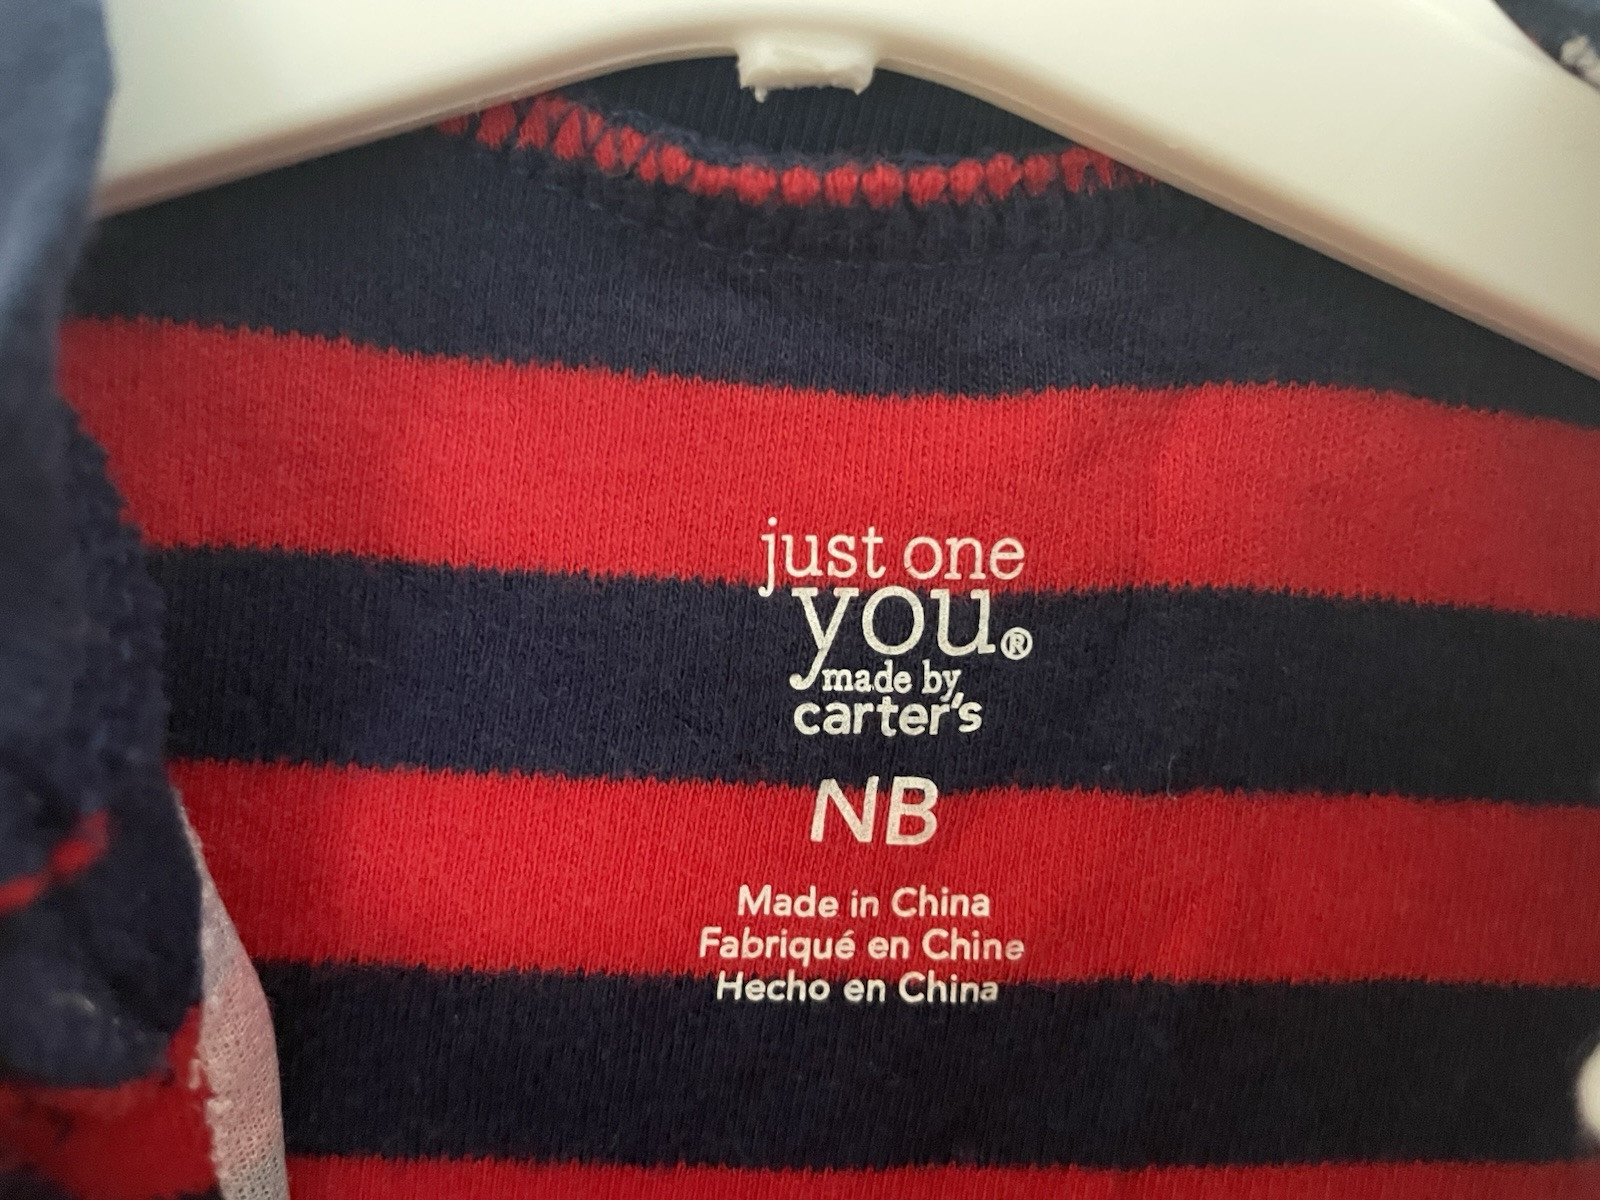 just one
you®
made by
carter's
NB
Made in China
Fabriqué en Chine
Hecho en China